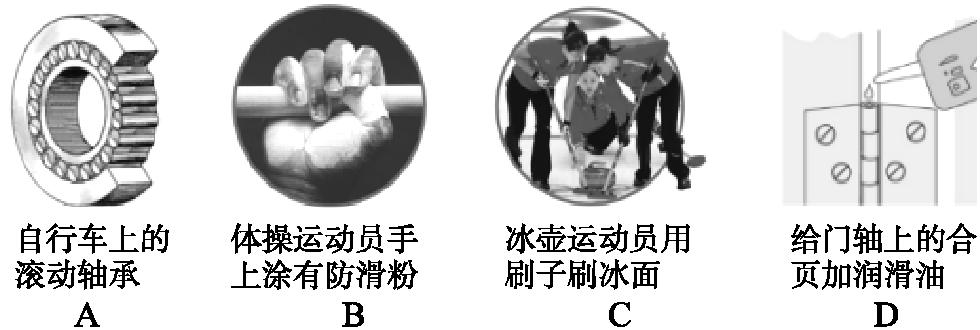 自行车上的
滚动轴承
A
体操运动员手
上涂有防滑粉
B
冰壶运动员用
刷子刷冰面
C
给门轴上的合
页加润滑油
D